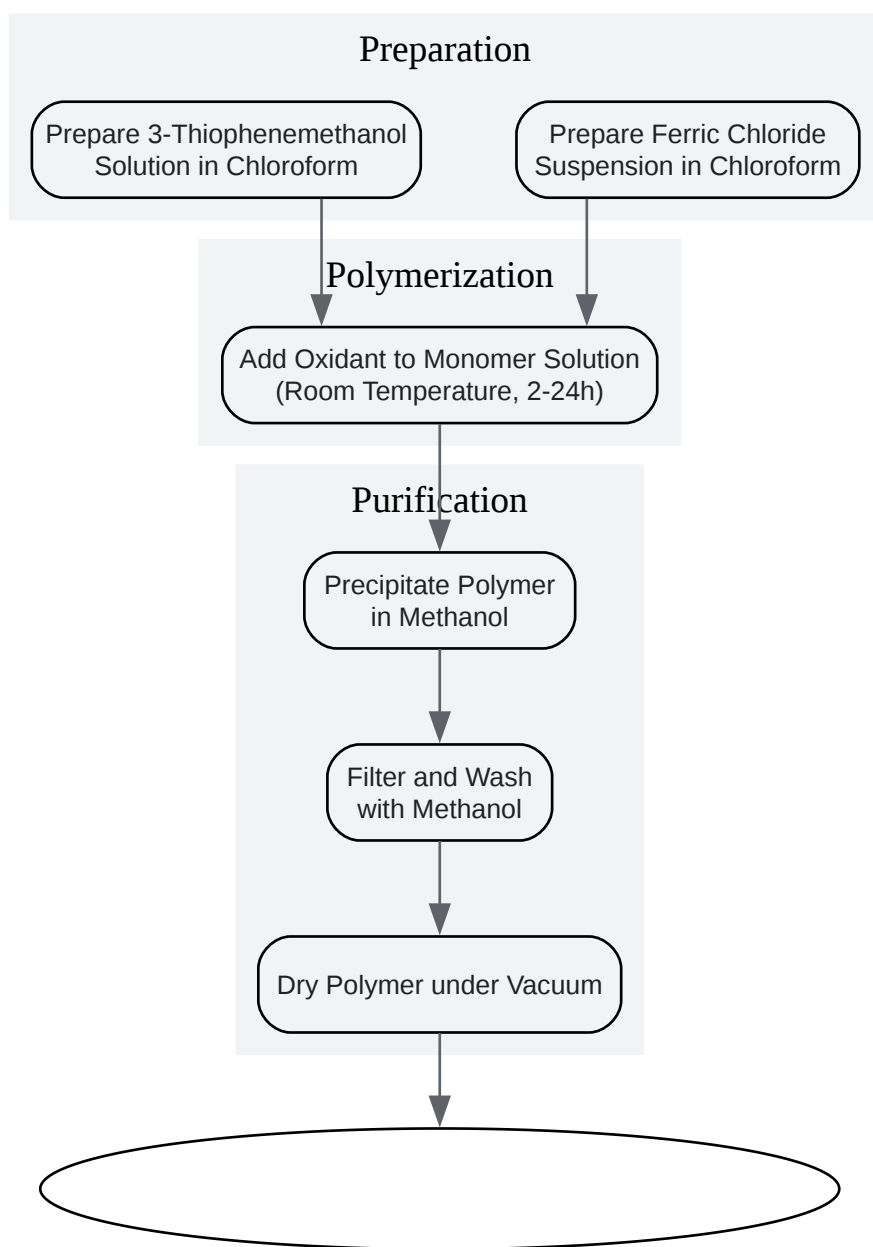 Preparation
Prepare 3-Thiophenemethanol
Solution in Chloroform
Prepare Ferric Chloride
Suspension in Chloroform
Polymerization
Add Oxidant to Monomer Solution
(Room Temperature, 2-24h)
Purification
Precipitate Polymer
in Methanol
Filter and Wash
with Methanol
Dry Polymer under Vacuum